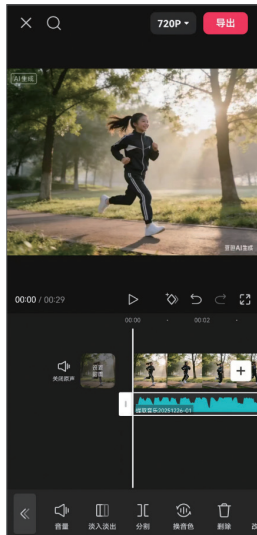 720P
导出
AI生成
豆包AI生成
00:00 / 00:29
00:00
00:02
关闭原声
设置
封面
音乐20251226-01
音量
淡入淡出
分割
换音色
删除